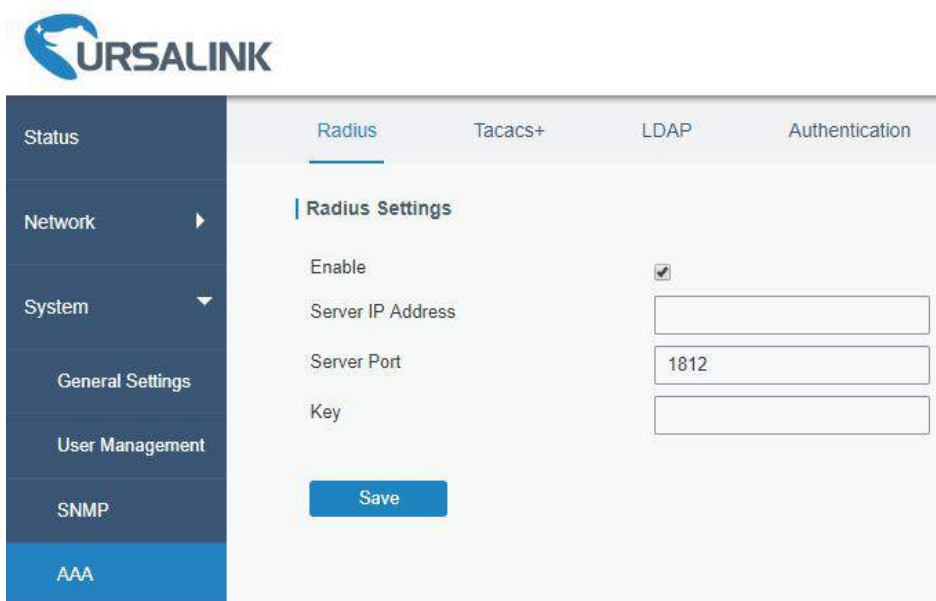 URSALINK
Status
Network
System
General Settings
User Management
SNMP
AAA
Radius Tacacs+ LDAP Authentication
Radius Settings
Enable
Server IP Address
Server Port 1812
Key
Save